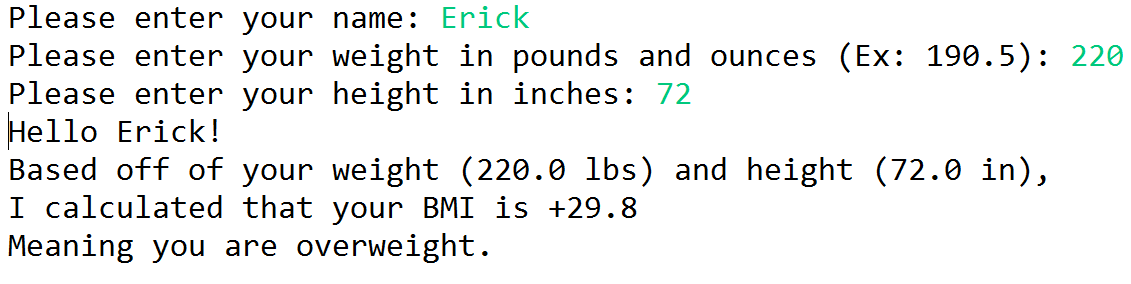 Please enter your name: Erick
Please enter your weight in pounds and ounces (Ex: 190.5): 220
Please enter your height in inches: 72
Hello Erick!
Based off of your weight (220.0 lbs) and height (72.0 in),
I calculated that your BMI is +29.8
Meaning you are overweight.